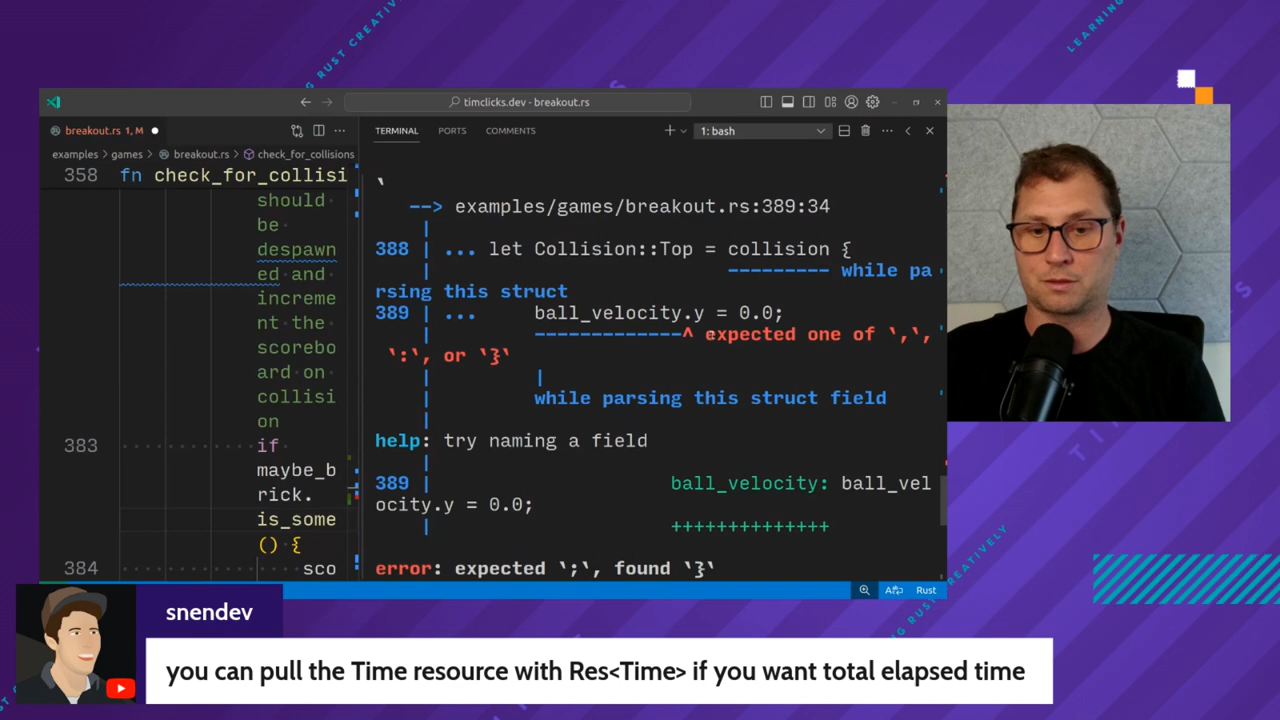 NG RUST CREATIVELY
LEARNING
timclicks.dev - breakout.rs
breakout.rs 1, M
TERMINAL
PORTS
COMMENTS
1: bash
examples > games > breakout.rs > check_for_collisions
358 fn check_for_collisi
should
be
despawn
ed and
increme
nt the
scorebo
ard on
collisi
on
383 if
maybe_b
rick.
is_some
() {
384 sco
`
--> examples/games/breakout.rs:389:34
|
388 | ... let Collision::Top = collision {
| --------- while pa
rsing this struct
389 | ... ball_velocity.y = 0.0;
| -------------^ expected one of `,`,
`:`, or `}`
| |
| while parsing this struct field
|
help: try naming a field
|
389 | ball_velocity: ball_vel
ocity.y = 0.0;
| ++++++++++++++
error: expected `;`, found `}`
Rust
snendev
you can pull the Time resource with Res<Time> if you want total elapsed time